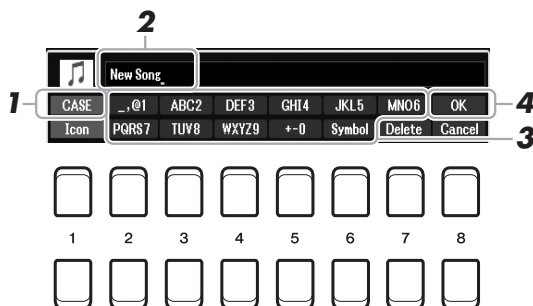 2
New Song_
1 CASE _,@1 ABC2 DEF3 GHI4 JKL5 MNO6 OK 4
Icon PQRS7 TUV8 WXYZ9 +-0 Symbol Delete Cancel 3
1 2 3 4 5 6 7 8